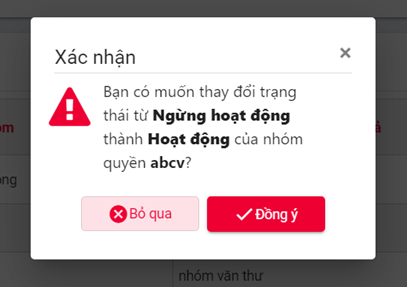 Xác nhận
×
Bạn có muốn thay đổi trạng
thái từ Ngừng hoạt động
thành Hoạt động của nhóm
quyền abcv?
Bỏ qua
Đồng ý
nhóm văn thư